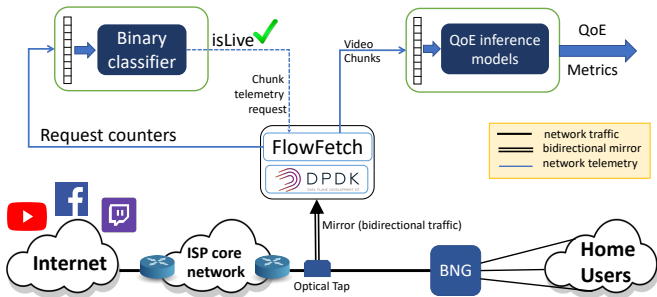 Binary
classifier
isLive
Chunk
telemetry
request
Video
Chunks
QoE inference
models
QoE
Metrics
Request counters
FlowFetch
DPDK
DATA PLANE DEVELOPMENT KIT
network traffic
bidirectional mirror
network telemetry
Mirror (bidirectional traffic)
Internet
ISP core
network
Optical Tap
BNG
Home
Users